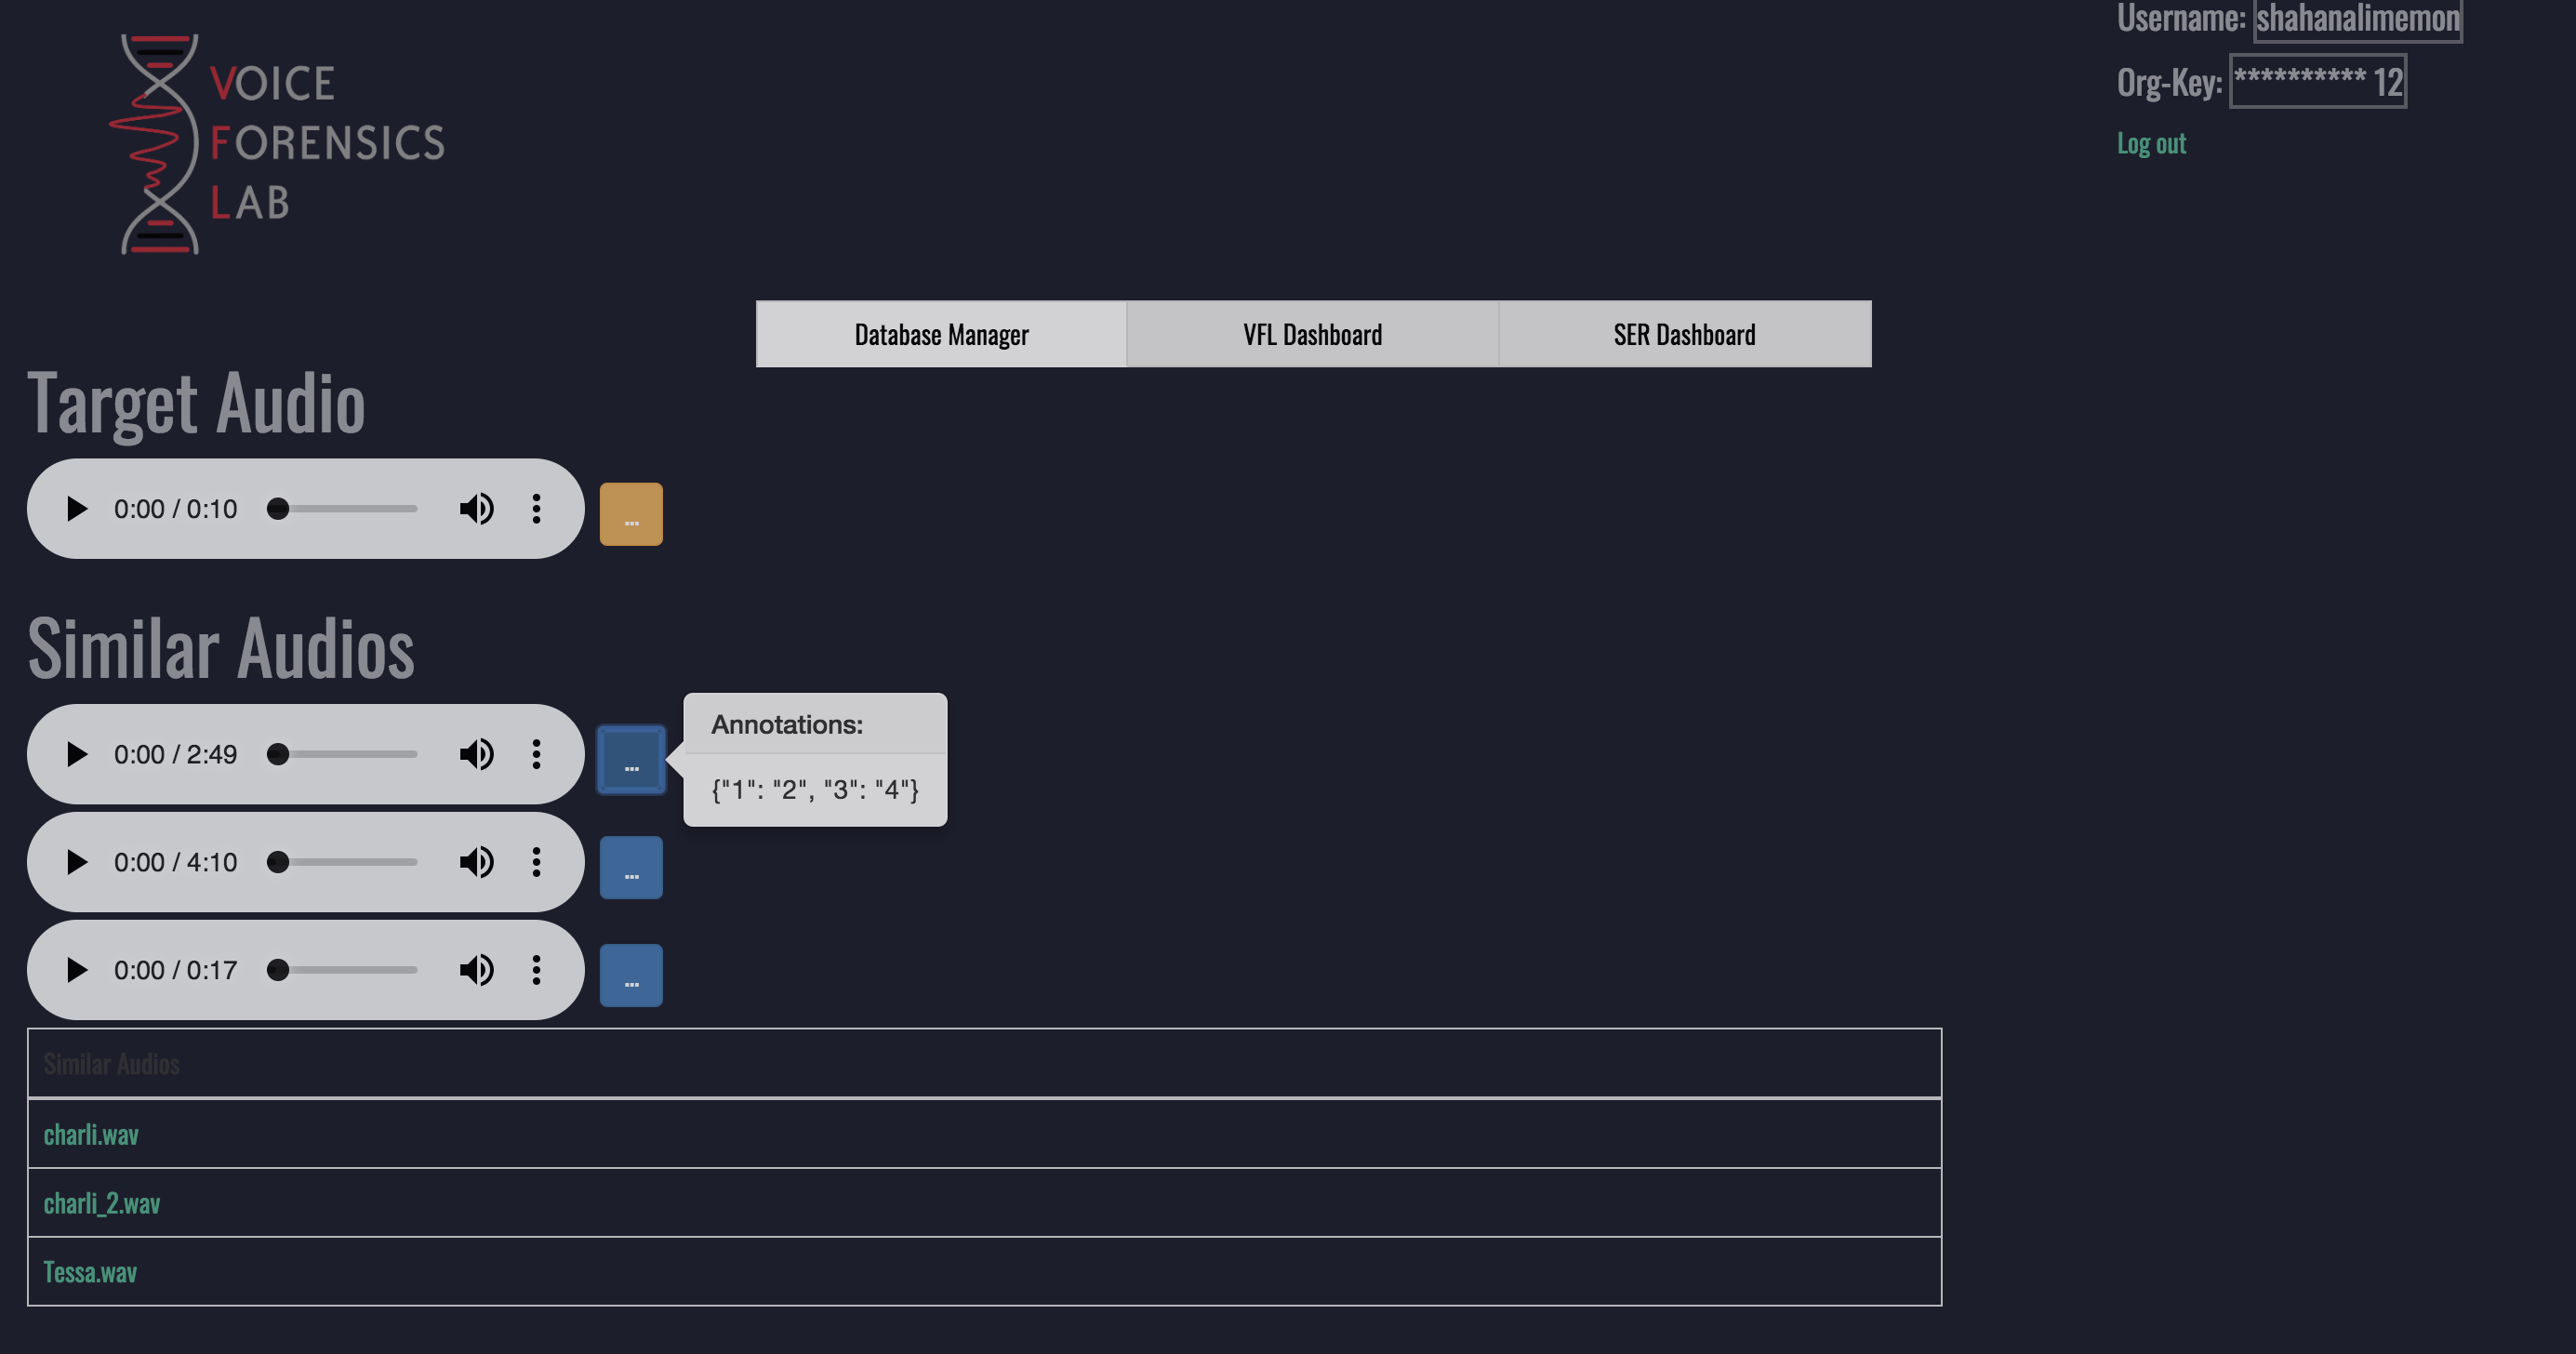 Username: shahanalimemon
Org-Key: ********** 12
Log out
VOICE
FORENSICS
LAB
Database Manager
VFL Dashboard
SER Dashboard
Target Audio
0:00 / 0:10
...
Similar Audios
0:00 / 2:49
...
Annotations:
{"1": "2", "3": "4"}
0:00 / 4:10
...
0:00 / 0:17
...
Similar Audios
charli.wav
charli_2.wav
Tessa.wav